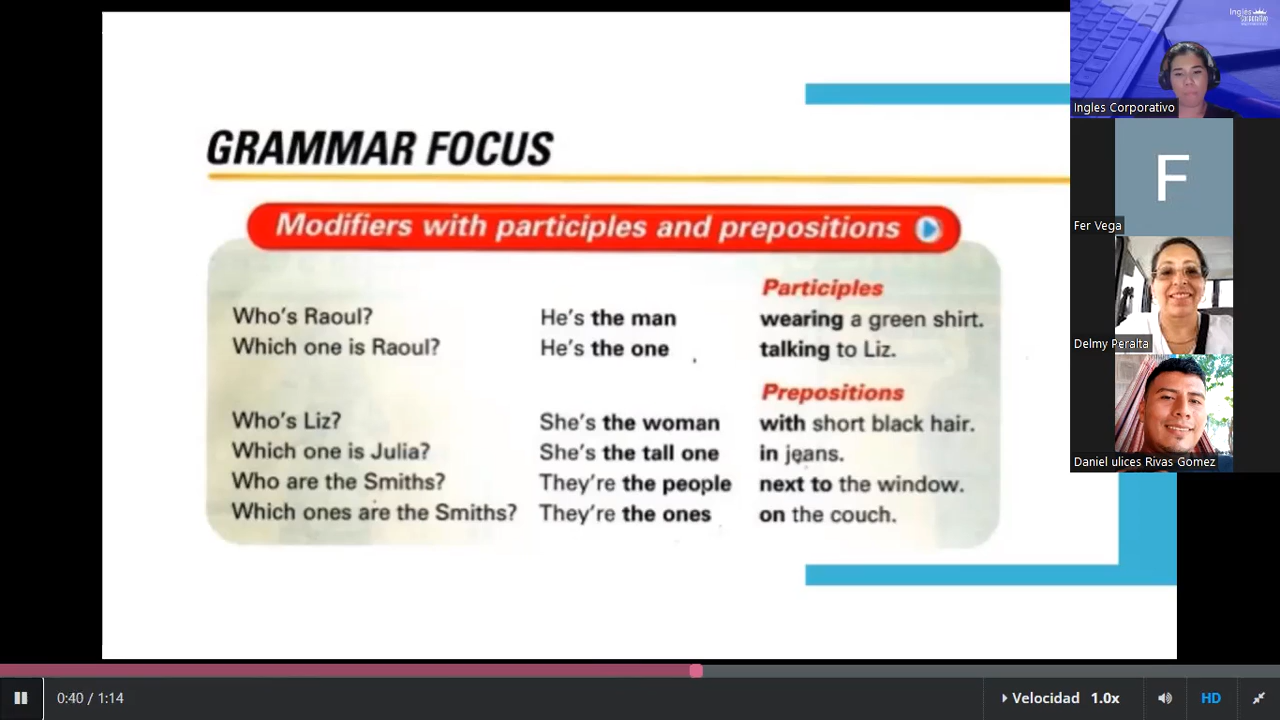 GRAMMAR FOCUS
Modifiers with participles and prepositions
Participles
Who's Raoul? He's the man wearing a green shirt.
Which one is Raoul? He's the one talking to Liz.
Prepositions
Who's Liz? She's the woman with short black hair.
Which one is Julia? She's the tall one in jeans.
Who are the Smiths? They're the people next to the window.
Which ones are the Smiths? They're the ones on the couch.
Ingles
Ingles Corporativo
F
Fer Vega
Delmy Peralta
Daniel ulices Rivas Gomez
0:40 / 1:14
Velocidad 1.0x
HD